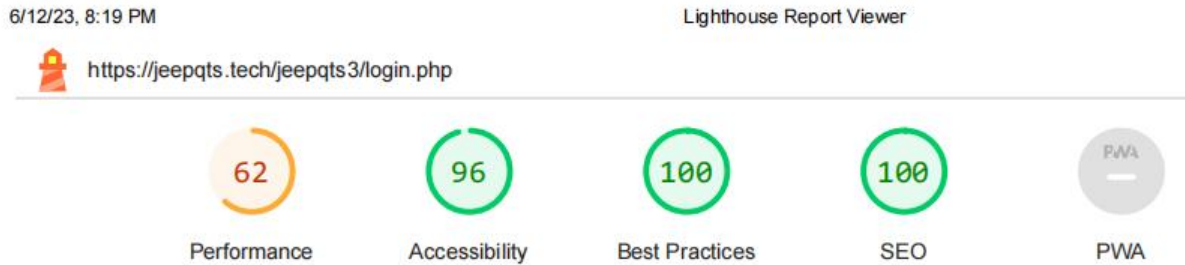 6/12/23, 8:19 PM Lighthouse Report Viewer
https://jeepqts.tech/jeepqts3/login.php
62 96 100 100 PWA
Performance Accessibility Best Practices SEO PWA